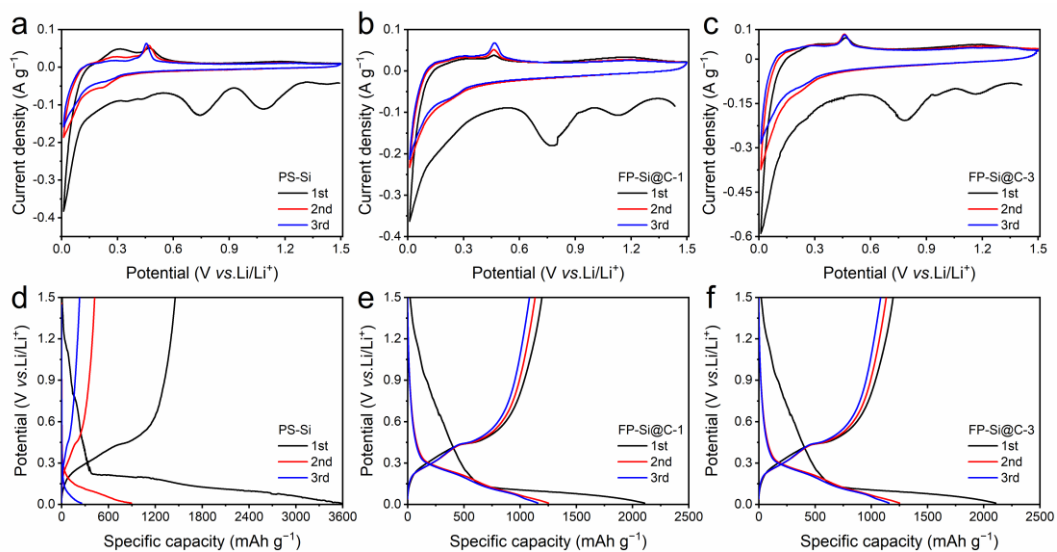 a
0.1
0.0
-0.1
-0.2
-0.3
-0.4
Current density (A g⁻¹)
PS-Si
1st
2nd
3rd
0.0 0.3 0.6 0.9 1.2 1.5
Potential (V vs.Li/Li⁺)
b
0.1
0.0
-0.1
-0.2
-0.3
-0.4
Current density (A g⁻¹)
FP-Si@C-1
1st
2nd
3rd
0.0 0.3 0.6 0.9 1.2 1.5
Potential (V vs.Li/Li⁺)
c
0.15
0.00
-0.15
-0.30
-0.45
-0.6
Current density (A g⁻¹)
FP-Si@C-3
1st
2nd
3rd
0.0 0.3 0.6 0.9 1.2 1.5
Potential (V vs.Li/Li⁺)
d
1.5
1.2
0.9
0.6
0.3
0.0
Potential (V vs.Li/Li⁺)
PS-Si
1st
2nd
3rd
0 600 1200 1800 2400 3000 3600
Specific capacity (mAh g⁻¹)
e
1.5
1.2
0.9
0.6
0.3
0.0
Potential (V vs.Li/Li⁺)
FP-Si@C-1
1st
2nd
3rd
0 500 1000 1500 2000 2500
Specific capacity (mAh g⁻¹)
f
1.5
1.2
0.9
0.6
0.3
0.0
Potential (V vs.Li/Li⁺)
FP-Si@C-3
1st
2nd
3rd
0 500 1000 1500 2000 2500
Specific capacity (mAh g⁻¹)